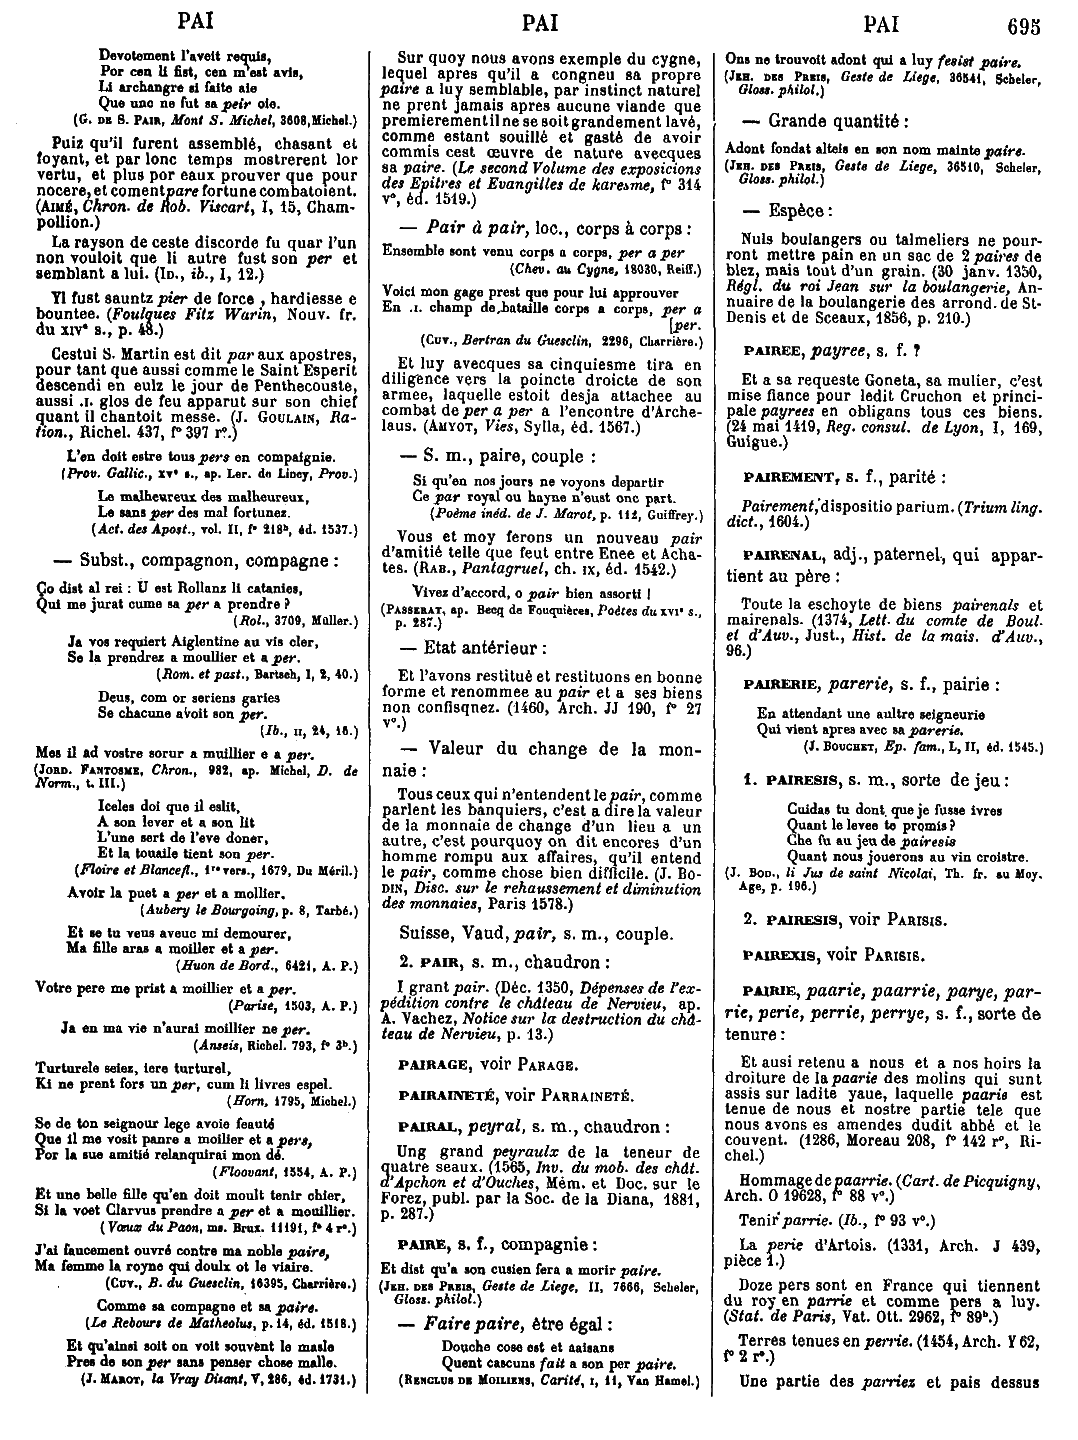 PAI
PAI
PAI
695
Devotement l'aveit requis,
Por cen li fist, cen m'est avis,
Li archangre si faite aie
Que uno ne fut sa peir oie.
(G. DE S. PAIR, Mont S. Michel, 3608, Michel.)
Puiz qu'il furent assemblé, chasant et
foyant, et par lonc temps mostrerent lor
vertu, et plus por eaux prouver que pour
nocere, et coment pare fortune combatoient.
(AIMÉ, Chron. de Rob. Viscart, I, 15, Cham-
pollion.)
La rayson de ceste discorde fu quar l'un
non vouloit que li autre fust son per et
semblant a lui. (ID., ib., I, 12.)
Yl fust sauntz pier de force, hardiesse e
bountee. (Foulques Fitz Warin, Nouv. fr.
du XIVe s., p. 48.)
Cestui S. Martin est dit par aux apostres,
pour tant que aussi comme le Saint Esperit
descendi en eulz le jour de Penthecouste,
aussi .I. glos de feu apparut sur son chief
quant il chantoit messe. (J. GOULAIN, Ra-
tion., Richel. 437, f° 397 r°.)
L'en doit estre tous pers en compaignie.
(Prov. Gallic., XVe s., ap. Ler. de Lincy, Prov.)
Le malheureux des malheureux,
Le sans per des mal fortunez.
(Act. des Apost., vol. II, f° 218b, éd. 1537.)
— Subst., compagnon, compagne :
Ço dist al rei : U est Rollanz li catanies,
Qui me jurat cume sa per a prendre ?
(Rol., 3709, Müller.)
Ja vos requiert Aiglentine au vis cler,
Se la prendrez a moullier et a per.
(Rom. et past., Bartsch, I, 2, 40.)
Deus, com or seriens garies
Se chacune avoit son per.
(Ib., II, 24, 16.)
Mes il ad vostre sorur a muillier e a per.
(JORD. FANTOSME, Chron., 982, ap. Michel, D. de
Norm., t. III.)
Iceles doi que il eslit,
A son lever et a son lit
L'une sert de l'eve doner,
Et la touaile tient son per.
(Floire et Blancefl., 1re vers., 1679, Du Méril.)
Avoir la puet a per et a mollier.
(Aubery le Bourgoing, p. 8, Tarbé.)
Et se tu veus aveuc mi demourer,
Ma fille aras a moillier et a per.
(Huon de Bord., 6421, A. P.)
Votre pere me prist a moillier et a per.
(Parise, 1503, A. P.)
Ja en ma vie n'aurai moillier ne per.
(Anseis, Richel. 793, f° 3b.)
Turturele seiez, iere turturel,
Ki ne prent fors un per, cum li livres espel.
(Horn, 1795, Michel.)
Se de ton seignour lege avoie feauté
Que il me vosit panre a moilier et a pers,
Por la sue amitié relanquirai mon dé.
(Floovant, 1554, A. P.)
Et une belle fille qu'en doit moult tenir chier,
Si la voet Clarvus prendre a per et a mouillier.
(Vœux du Paon, ms. Brux. 11191, f° 4 r°.)
J'ai faucement ouvré contre ma noble paire,
Ma femme la royne qui doulx ot le viaire.
(CUV., B. du Guesclin, 16395, Charrière.)
Comme sa compagne et sa paire.
(Le Rebours de Matheolus, p. 14, éd. 1518.)
Et qu'ainsi soit on voit souvent le masle
Pres de son per sans penser chose malle.
(J. MAROT, la Vray Disant, V, 286, éd. 1731.)
Sur quoy nous avons exemple du cygne,
lequel apres qu'il a congneu sa propre
paire a luy semblable, par instinct naturel
ne prent jamais apres aucune viande que
premierement il ne se soit grandement lavé,
comme estant souillé et gasté de avoir
commis cest œuvre de nature avecques
sa paire. (Le second Volume des exposicions
des Epitres et Evangilles de karesme, f° 314
v°, éd. 1519.)
— Pair à pair, loc., corps à corps :
Ensemble sont venu corps a corps, per a per
(Chev. au Cygne, 18030, Reiff.)
Voici mon gage prest que pour lui approuver
En .I. champ de bataille corps a corps, per a
[per.
(CUV., Bertran du Guesclin, 2296, Charrière.)
Et luy avecques sa cinquiesme tira en
diligence vers la poincte droicte de son
armee, laquelle estoit desja attachee au
combat de per a per a l'encontre d'Arche-
laus. (AMYOT, Vies, Sylla, éd. 1567.)
— S. m., paire, couple :
Si qu'en nos jours ne voyons departir
Ce par royal ou hayne n'eust onc part.
(Poème inéd. de J. Marot, p. 112, Guiffrey.)
Vous et moy ferons un nouveau pair
d'amitié telle que feut entre Enee et Acha-
tes. (RAB., Pantagruel, ch. IX, éd. 1542.)
Vivez d'accord, o pair bien assorti !
(PASSERAT, ap. Becq de Fouquières, Poètes du XVIe s.,
p. 287.)
— Etat antérieur :
Et l'avons restitué et restituons en bonne
forme et renommee au pair et a ses biens
non confisqnez. (1460, Arch. JJ 190, f° 27
v°.)
— Valeur du change de la mon-
naie :
Tous ceux qui n'entendent le pair, comme
parlent les banquiers, c'est a dire la valeur
de la monnaie de change d'un lieu a un
autre, c'est pourquoy on dit encores d'un
homme rompu aux affaires, qu'il entend
le pair, comme chose bien difficile. (J. BO-
DIN, Disc. sur le rehaussement et diminution
des monnaies, Paris 1578.)
Suisse, Vaud, pair, s. m., couple.
2. PAIR, s. m., chaudron :
I grant pair. (Déc. 1350, Dépenses de l'ex-
pédition contre le château de Nervieu, ap.
A. Vachez, Notice sur la destruction du châ-
teau de Nervieu, p. 13.)
PAIRAGE, voir PARAGE.
PAIRAINETÉ, voir PARRAINETÉ.
PAIRAL, peyral, s. m., chaudron :
Ung grand peyraulx de la teneur de
quatre seaux. (1565, Inv. du mob. des chât.
d'Apchon et d'Ouches, Mém. et Doc. sur le
Forez, publ. par la Soc. de la Diana, 1881,
p. 287.)
PAIRE, s. f., compagnie :
Et dist qu'a son cusien fera a morir paire.
(JEH. DES PREIS, Geste de Liege, II, 7666, Scheler,
Gloss. philol.)
— Faire paire, être égal :
Douche cose est et aaisans
Quent cascuns fait a son per paire.
(RENCLUS DE MOILIENS, Carité, I, 11, Van Hamel.)
Ons ne trouvoit adont qui a luy fesist paire.
(JEH. DES PREIS, Geste de Liege, 36541, Scheler,
Gloss. philol.)
— Grande quantité :
Adont fondat alteis en son nom mainte paire.
(JEH. DES PREIS, Geste de Liege, 36510, Scheler,
Gloss. philol.)
— Espèce :
Nuls boulangers ou talmeliers ne pour-
ront mettre pain en un sac de 2 paires de
blez, mais tout d'un grain. (30 janv. 1350,
Régl. du roi Jean sur la boulangerie, An-
nuaire de la boulangerie des arrond. de St-
Denis et de Sceaux, 1856, p. 210.)
PAIREE, payree, s. f. ?
Et a sa requeste Goneta, sa mulier, c'est
mise fiance pour ledit Cruchon et princi-
pale payrees en obligans tous ces biens.
(24 mai 1419, Reg. consul. de Lyon, I, 169,
Guigue.)
PAIREMENT, s. f., parité :
Pairement, dispositio parium. (Trium ling.
dict., 1604.)
PAIRENAL, adj., paternel, qui appar-
tient au père :
Toute la eschoyte de biens pairenals et
mairenals. (1374, Lett. du comte de Boul.
et d'Auv., Just., Hist. de la mais. d'Auv.,
96.)
PAIRERIE, parerie, s. f., pairie :
En attendant une aultre seigneurie
Qui vient apres avec sa parerie.
(J. BOUCHET, Ep. fam., L, II, éd. 1545.)
1. PAIRESIS, s. m., sorte de jeu :
Cuidas tu dont que je fusse ivres
Quant le levee te promis ?
Che fu au jeu de pairesis
Quant nous jouerons au vin croistre.
(J. BOD., li Jus de saint Nicolai, Th. fr. au Moy.
Age, p. 196.)
2. PAIRESIS, voir PARISIS.
PAIREXIS, voir PARISIS.
PAIRIE, paarie, paarrie, parye, par-
rie, perie, perrie, perrye, s. f., sorte de
tenure :
Et ausi retenu a nous et a nos hoirs la
droiture de la paarie des molins qui sunt
assis sur ladite yaue, laquelle paarie est
tenue de nous et nostre partie tele que
nous avons es amendes dudit abbé et le
couvent. (1286, Moreau 208, f° 142 r°, Ri-
chel.)
Hommage de paarrie. (Cart. de Picquigny,
Arch. O 19628, f° 88 v°.)
Tenir parrie. (Ib., f° 93 v°.)
La perie d'Artois. (1331, Arch. J 439,
pièce 1.)
Doze pers sont en France qui tiennent
du roy en parrie et comme pers a luy.
(Stat. de Paris, Vat. Ott. 2962, f° 89b.)
Terres tenues en perrie. (1454, Arch. Y 62,
f° 2 r°.)
Une partie des parriez et pais dessus